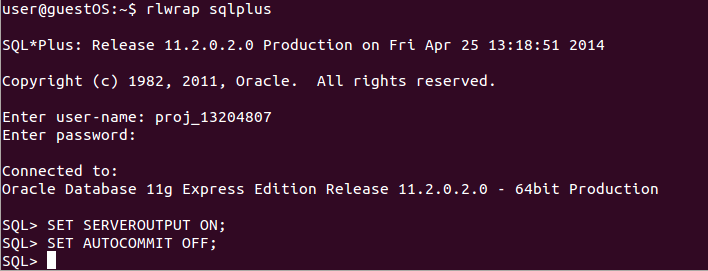 user@guestOS:~$ rlwrap sqlplus
SQL*Plus: Release 11.2.0.2.0 Production on Fri Apr 25 13:18:51 2014
Copyright (c) 1982, 2011, Oracle.  All rights reserved.
Enter user-name: proj_13204807
Enter password:
Connected to:
Oracle Database 11g Express Edition Release 11.2.0.2.0 - 64bit Production
SQL> SET SERVEROUTPUT ON;
SQL> SET AUTOCOMMIT OFF;
SQL>